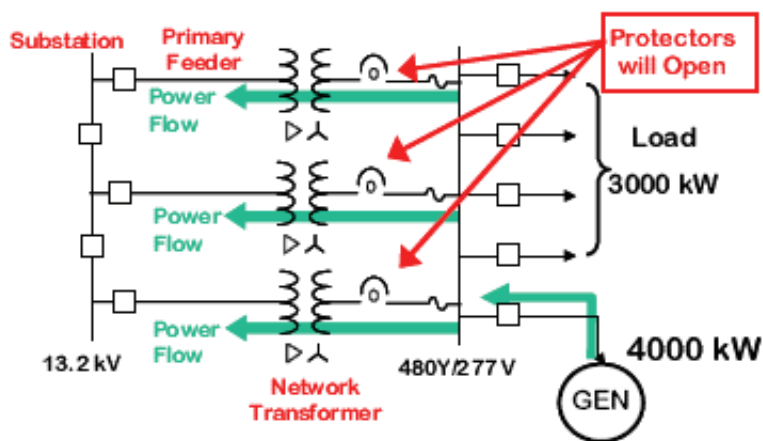 Substation
Primary
Feeder
Protectors
will Open
Power
Flow
Load
3000 kW
Power
Flow
Power
Flow
13.2 kV
480Y/277 V
4000 kW
Network
Transformer
GEN